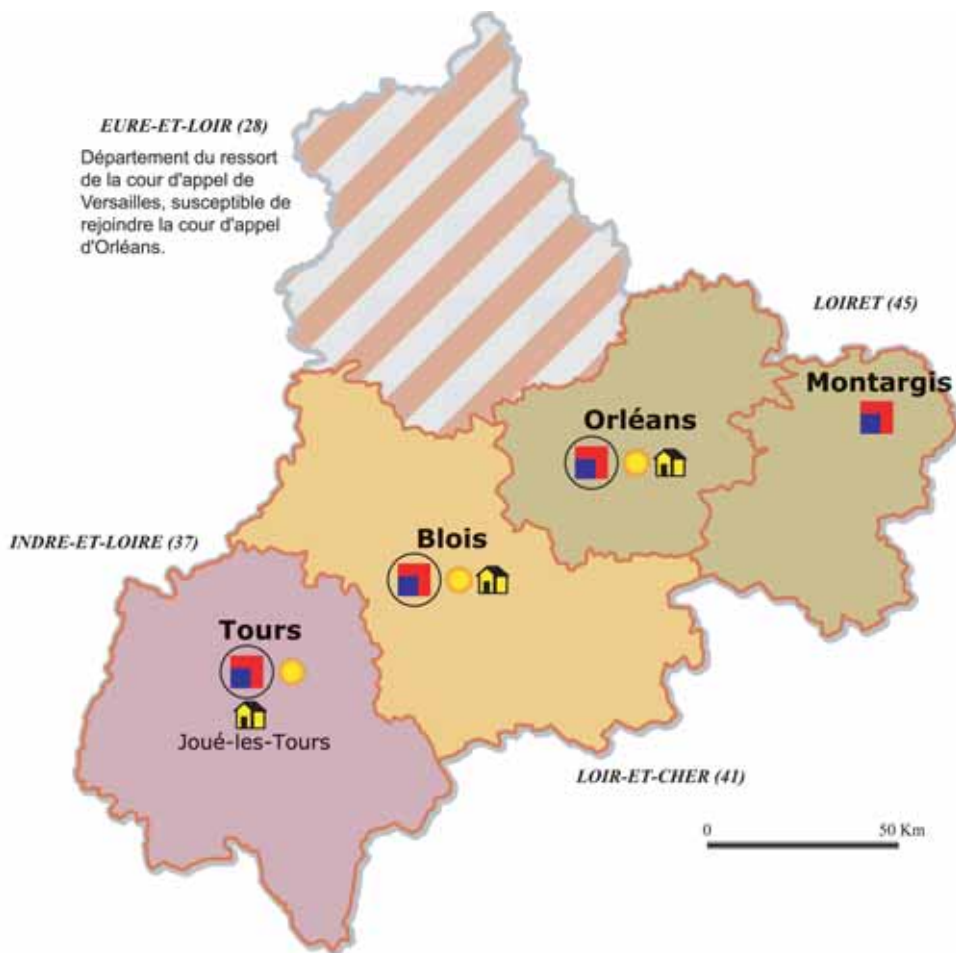 EURE-ET-LOIR (28)
Département du ressort
de la cour d'appel de
Versailles, susceptible de
rejoindre la cour d'appel
d'Orléans.
LOIRET (45)
Montargis
Orléans
Blois
INDRE-ET-LOIRE (37)
Tours
Joué-les-Tours
LOIR-ET-CHER (41)
0 50 Km